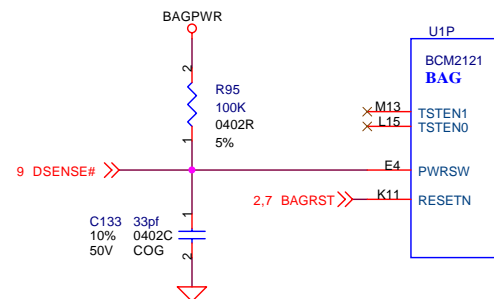 BAGPWR
U1P
BCM2121
BAG
2
R95
100K
0402R
5%
1
M13
TSTEN1
L15
TSTEN0
9 DSENSE#
E4
PWRSW
2,7 BAGRST
K11
RESETN
1
C133 33pf
10% 0402C
50V COG
2